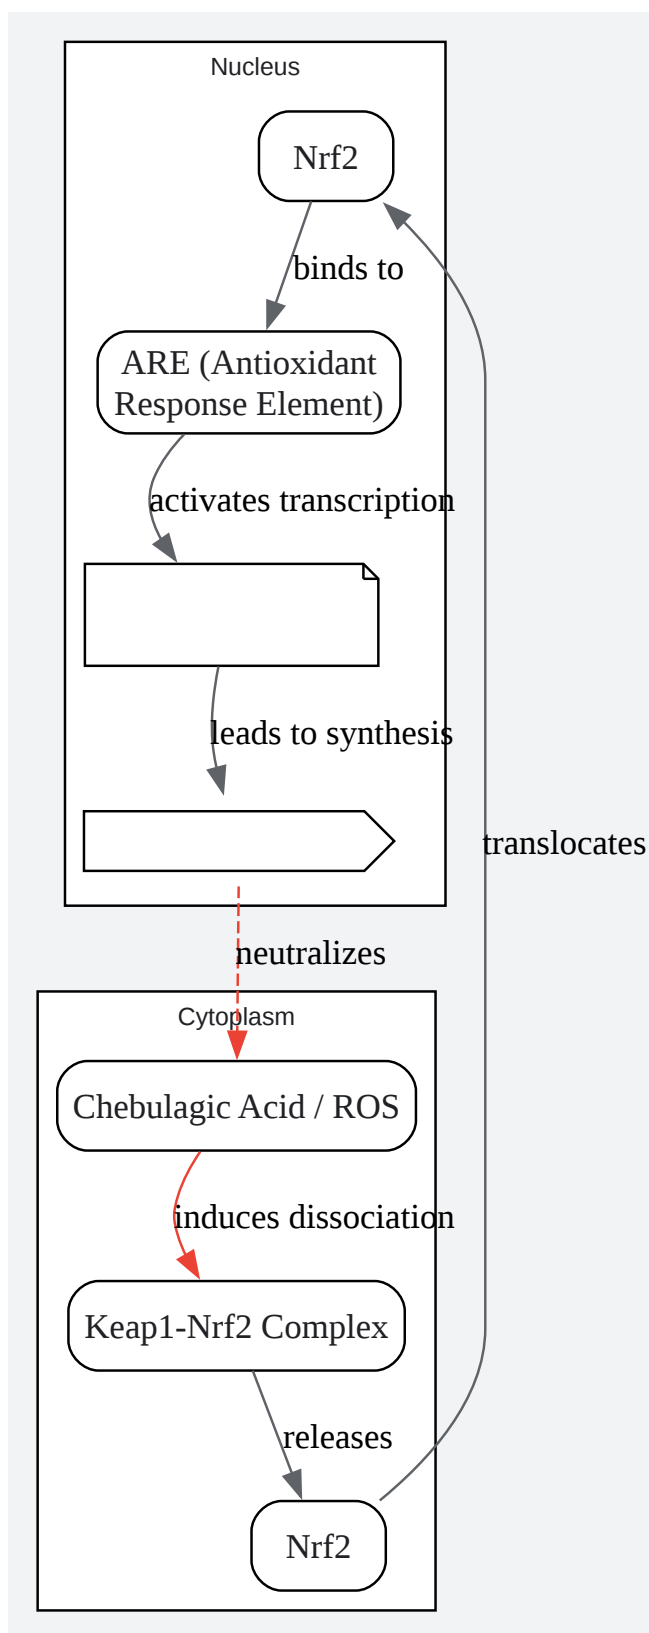 Nucleus
Nrf2
binds to
ARE (Antioxidant
Response Element)
activates transcription
leads to synthesis
translocates
neutralizes
Cytoplasm
Chebulagic Acid / ROS
induces dissociation
Keap1-Nrf2 Complex
releases
Nrf2